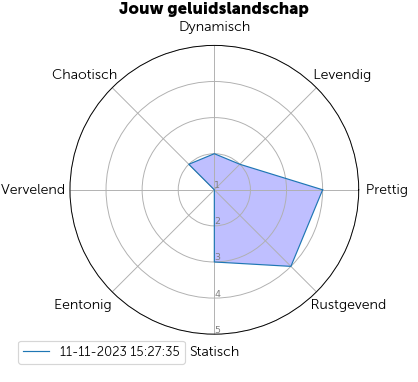 Jouw geluidslandschap
Dynamisch
Chaotisch
Levendig
Vervelend
1
Prettig
2
3
4
Eentonig
Rustgevend
5
11-11-2023 15:27:35
Statisch